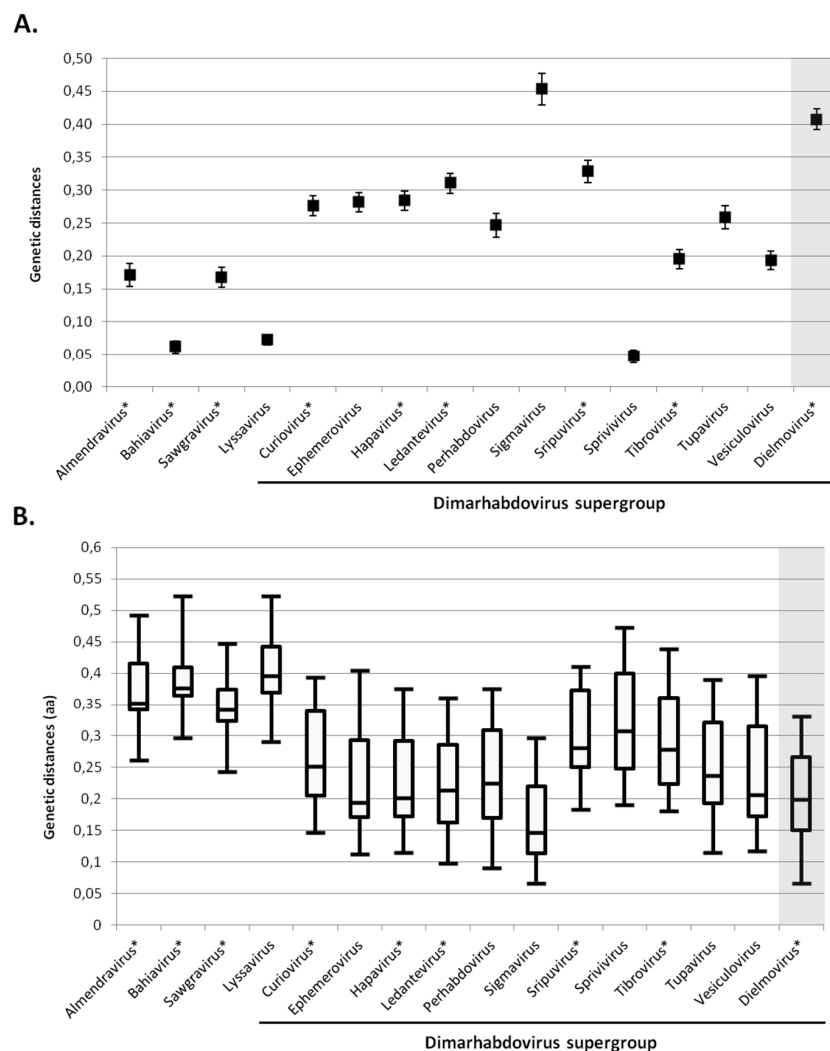 A.
0,50
0,45
0,40
0,35
0,30
0,25
0,20
0,15
0,10
0,05
0,00
Genetic distances
Almendravirus*
Bahiavirus*
Sawgravirus*
Lyssavirus
Curiovirus*
Ephemerovirus
Hapavirus*
Ledantevirus*
Perhabdovirus
Sigmavirus
Sripuvirus*
Sprivivirus
Tibrovirus*
Tupavirus
Vesiculovirus
Dielmovirus*
Dimarhabdovirus supergroup
B.
0,6
0,55
0,5
0,45
0,4
0,35
0,3
0,25
0,2
0,15
0,1
0,05
0
Genetic distances (aa)
Almendravirus*
Bahiavirus*
Sawgravirus*
Lyssavirus
Curiovirus*
Ephemerovirus
Hapavirus*
Ledantevirus*
Perhabdovirus
Sigmavirus
Sripuvirus*
Sprivivirus
Tibrovirus*
Tupavirus
Vesiculovirus
Dielmovirus*
Dimarhabdovirus supergroup